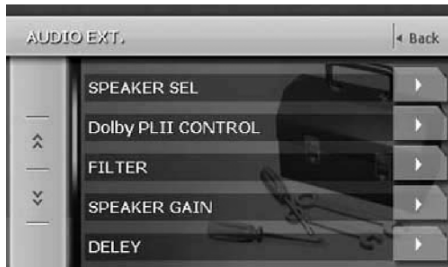 AUDIO EXT.
Back
SPEAKER SEL
Dolby PLII CONTROL
FILTER
SPEAKER GAIN
DELEY